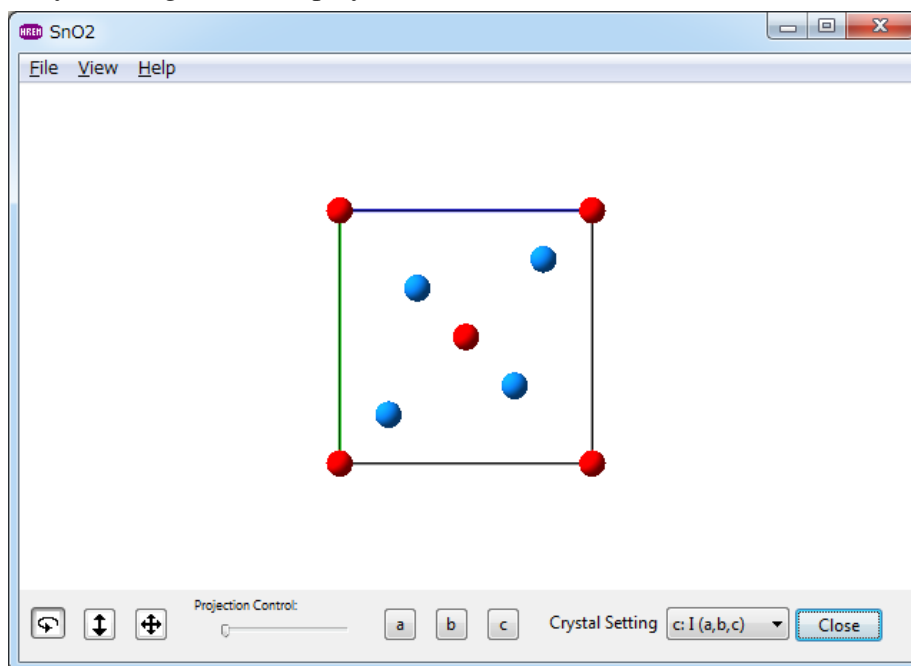 HREM SnO2
File View Help
Projection Control:
a b c Crystal Setting c: I (a,b,c) Close